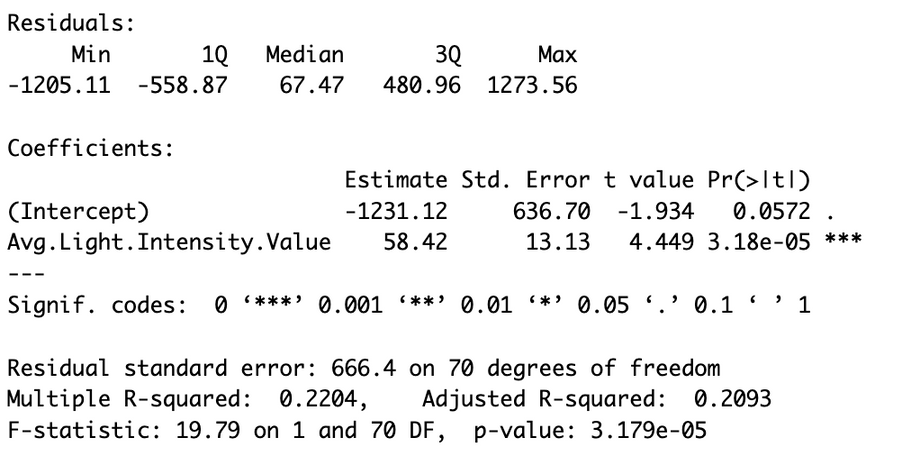 Residuals:
     Min       1Q   Median       3Q      Max
-1205.11  -558.87    67.47   480.96  1273.56
Coefficients:
                          Estimate Std. Error t value Pr(>|t|)
(Intercept)               -1231.12     636.70  -1.934   0.0572 .
Avg.Light.Intensity.Value    58.42      13.13   4.449 3.18e-05 ***
---
Signif. codes:  0 ‘***’ 0.001 ‘**’ 0.01 ‘*’ 0.05 ‘.’ 0.1 ‘ ’ 1
Residual standard error: 666.4 on 70 degrees of freedom
Multiple R-squared:  0.2204,    Adjusted R-squared:  0.2093
F-statistic: 19.79 on 1 and 70 DF,  p-value: 3.179e-05